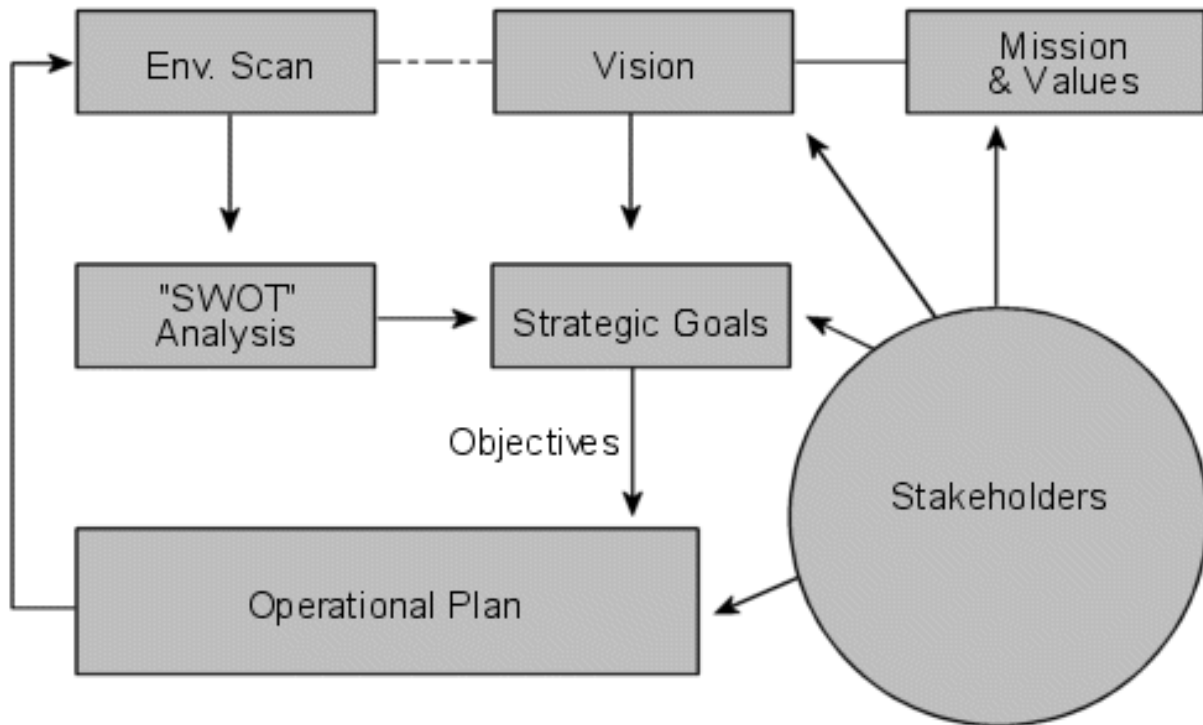 Env. Scan
Vision
Mission
& Values
"SWOT"
Analysis
Strategic Goals
Objectives
Stakeholders
Operational Plan